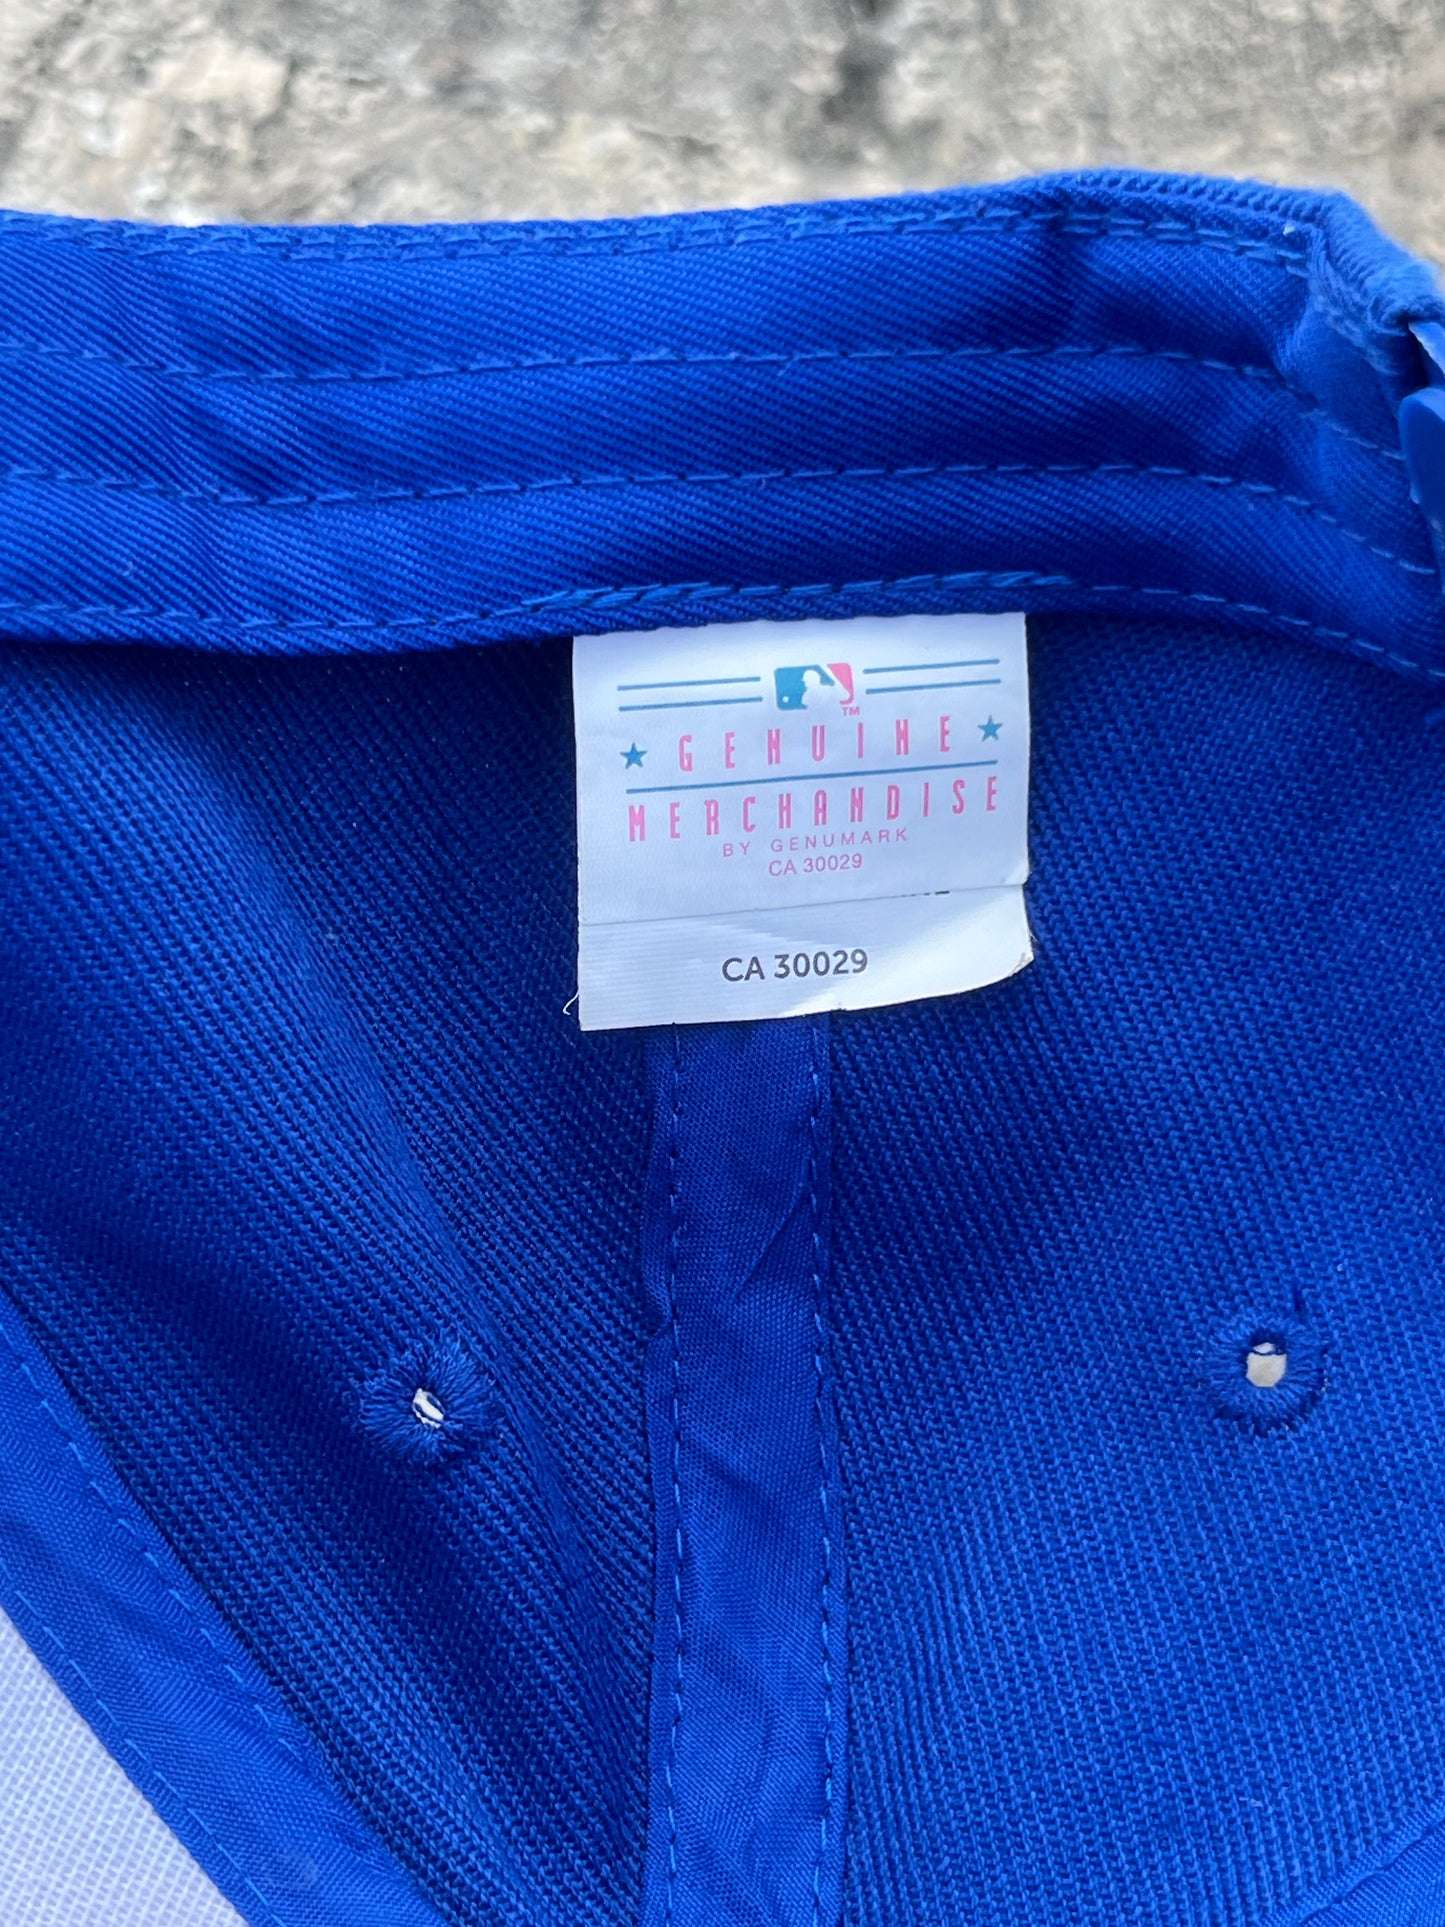 TM
GENUINE
MERCHANDISE
BY GENUMARK
CA 30029
CA 30029